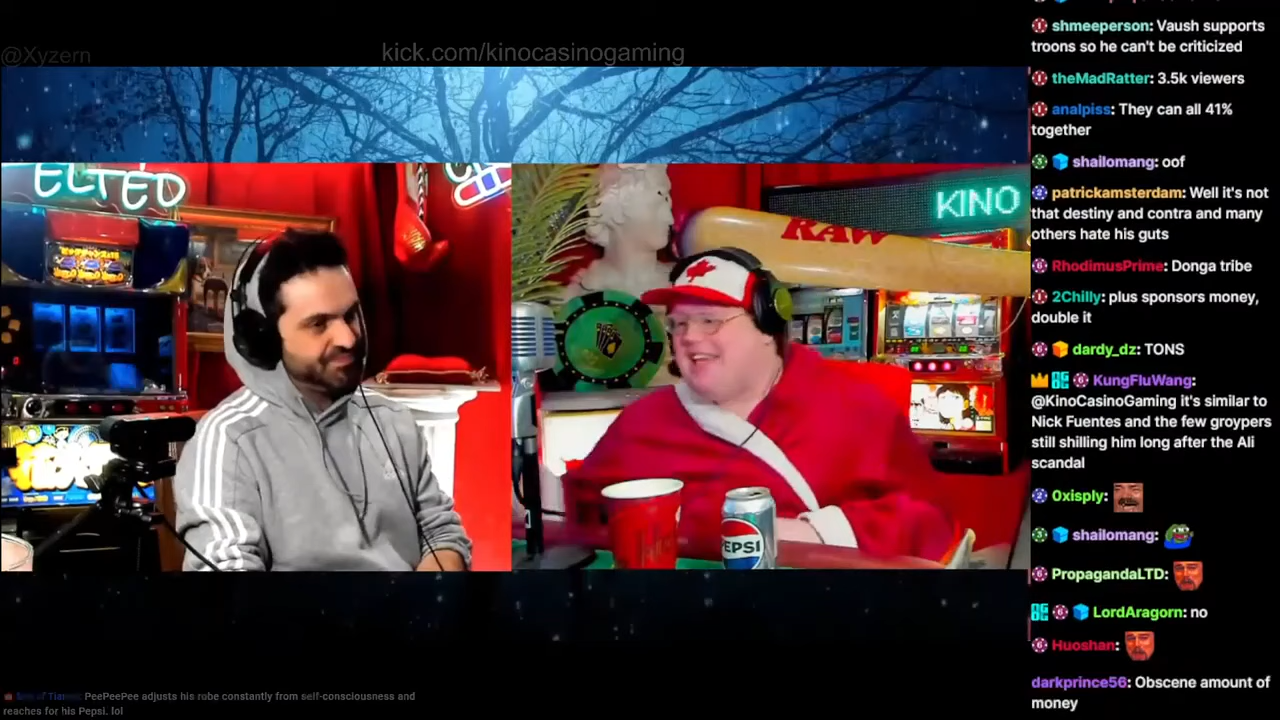 @Xyzern
kick.com/kinocasinogaming
ELTED
KINO
RAW
PEPSI
shmeeperson: Vaush supports
troons so he can't be criticized
theMadRatter: 3.5k viewers
analpiss: They can all 41%
together
shailomang: oof
patrickamsterdam: Well it's not
that destiny and contra and many
others hate his guts
RhodimusPrime: Donga tribe
2Chilly: plus sponsors money,
double it
dardy_dz: TONS
KungFluWang:
@KinoCasinoGaming it's similar to
Nick Fuentes and the few groypers
still shilling him long after the Ali
scandal
0xisply:
shailomang:
PropagandaLTD:
LordAragorn: no
Huoshan:
darkprince56: Obscene amount of
money
PeePeePee adjusts his robe constantly from self-consciousness and
reaches for his Pepsi. lol